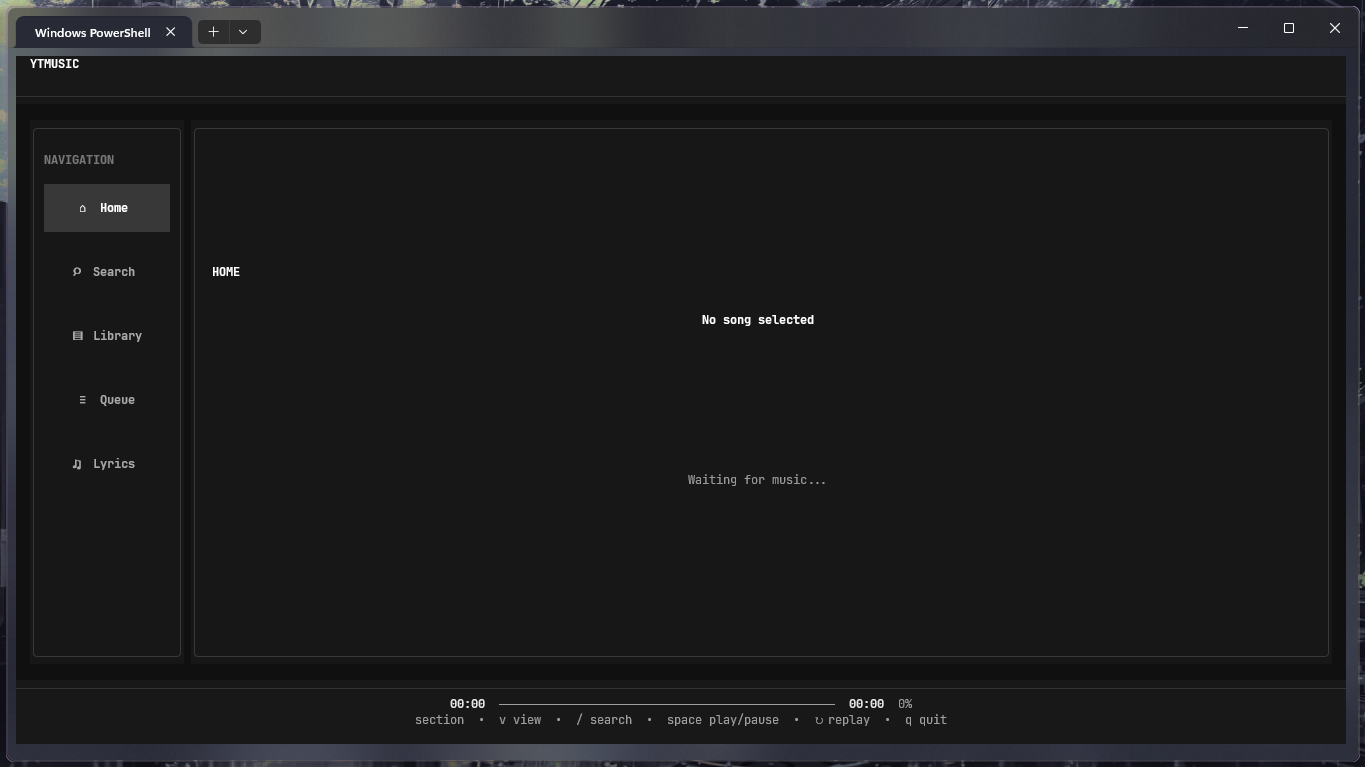 Windows PowerShell
YTMUSIC
NAVIGATION
⌂ Home
Search
Library
Queue
♫ Lyrics
HOME
No song selected
Waiting for music...
00:00 00:00 0%
section • v view • / search • space play/pause • ↻ replay • q quit